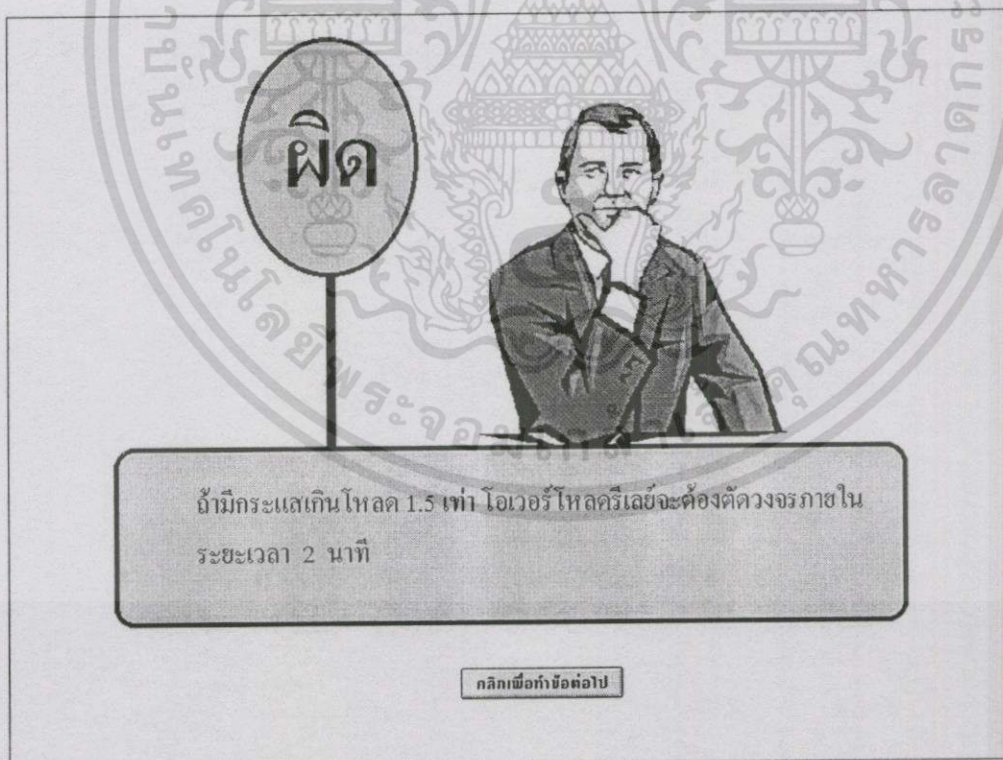 ผิด
ถ้ามีกระแสเกินโหลด 1.5 เท่า โอเวอร์โหลดรีเลย์จะต้องตัดวงจรภายใน
ระยะเวลา 2 นาที
คลิกเพื่อทำข้อต่อไป